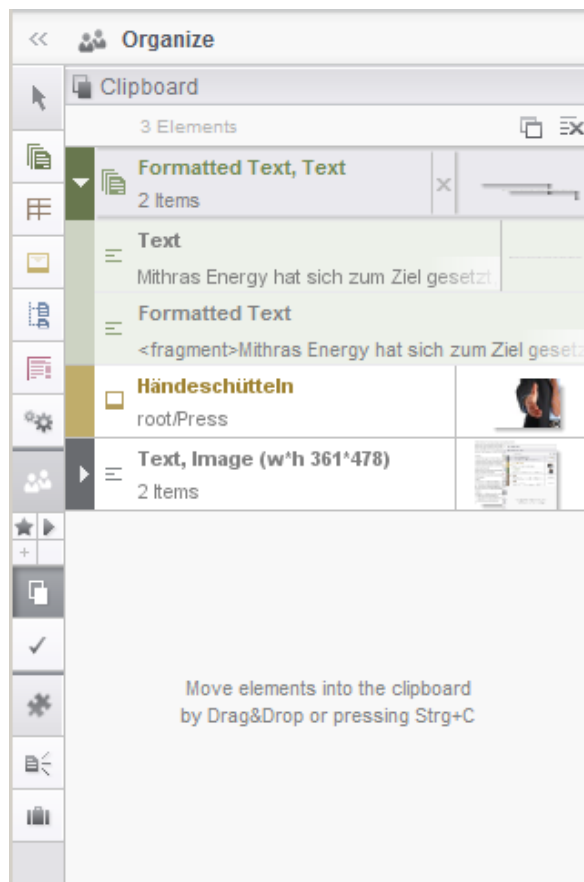 Organize
Clipboard
3 Elements
Formatted Text, Text
2 Items
Text
Mithras Energy hat sich zum Ziel gesetzt
Formatted Text
<fragment>Mithras Energy hat sich zum Ziel gesetz
Händeschütteln
root/Press
Text, Image (w*h 361*478)
2 Items
Move elements into the clipboard
by Drag&Drop or pressing Strg+C